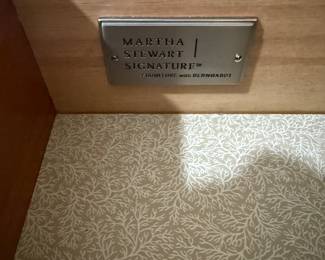 MARTHA
STEWART
SIGNATURE™
FURNITURE WITH BERNHARDT